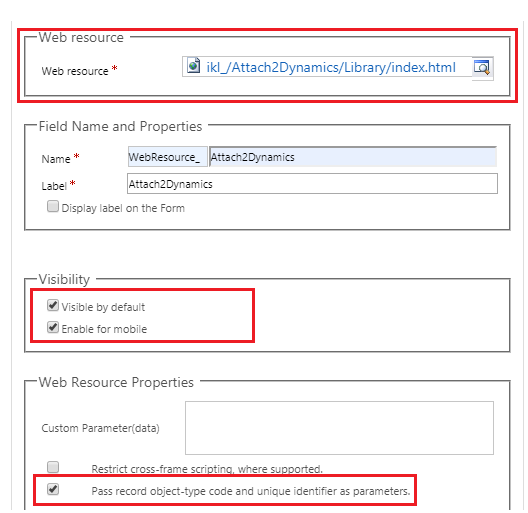 Web resource
Web resource *
ikl_/Attach2Dynamics/Library/index.html
Field Name and Properties
Name * WebResource_ Attach2Dynamics
Label * Attach2Dynamics
Display label on the Form
Visibility
Visible by default
Enable for mobile
Web Resource Properties
Custom Parameter(data)
Restrict cross-frame scripting, where supported.
Pass record object-type code and unique identifier as parameters.